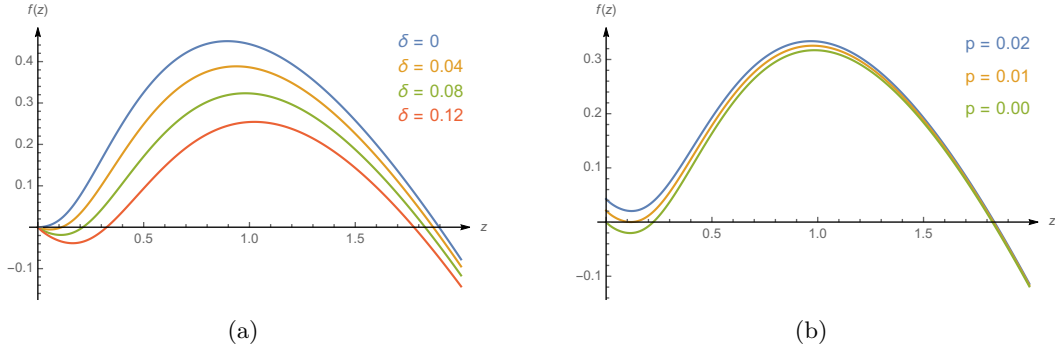 f(z)
0.4
0.3
0.2
0.1
-0.1
0.5
1.0
1.5
z
δ = 0
δ = 0.04
δ = 0.08
δ = 0.12
(a)
f(z)
0.3
0.2
0.1
-0.1
0.5
1.0
1.5
z
p = 0.02
p = 0.01
p = 0.00
(b)